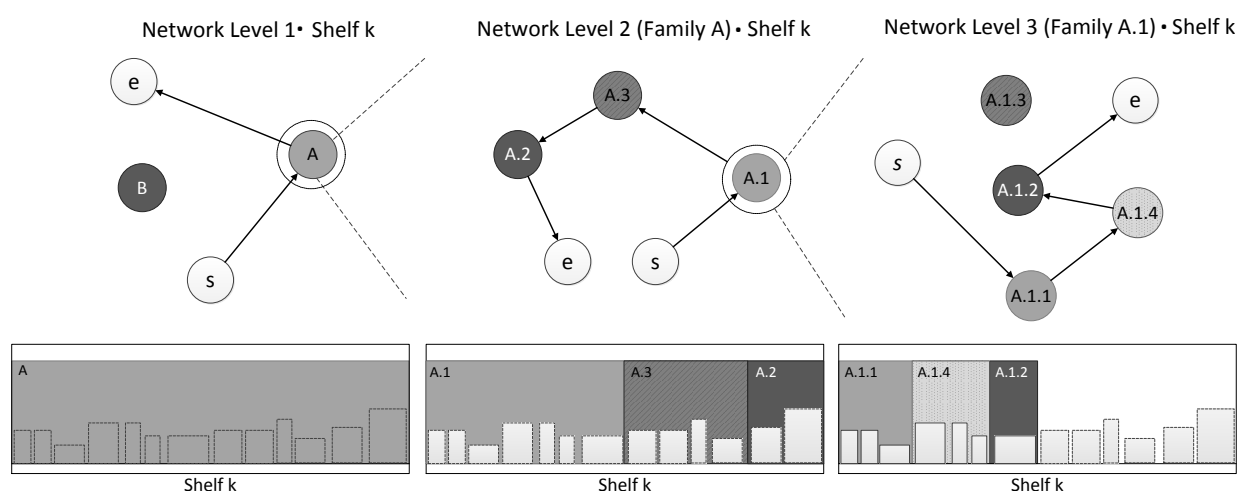 Network Level 1• Shelf k
e
A
B
s
A
Shelf k
Network Level 2 (Family A) • Shelf k
A.3
A.2
A.1
e
s
A.1
A.3
A.2
Shelf k
Network Level 3 (Family A.1) • Shelf k
A.1.3
e
s
A.1.2
A.1.4
A.1.1
A.1.1
A.1.4
A.1.2
Shelf k